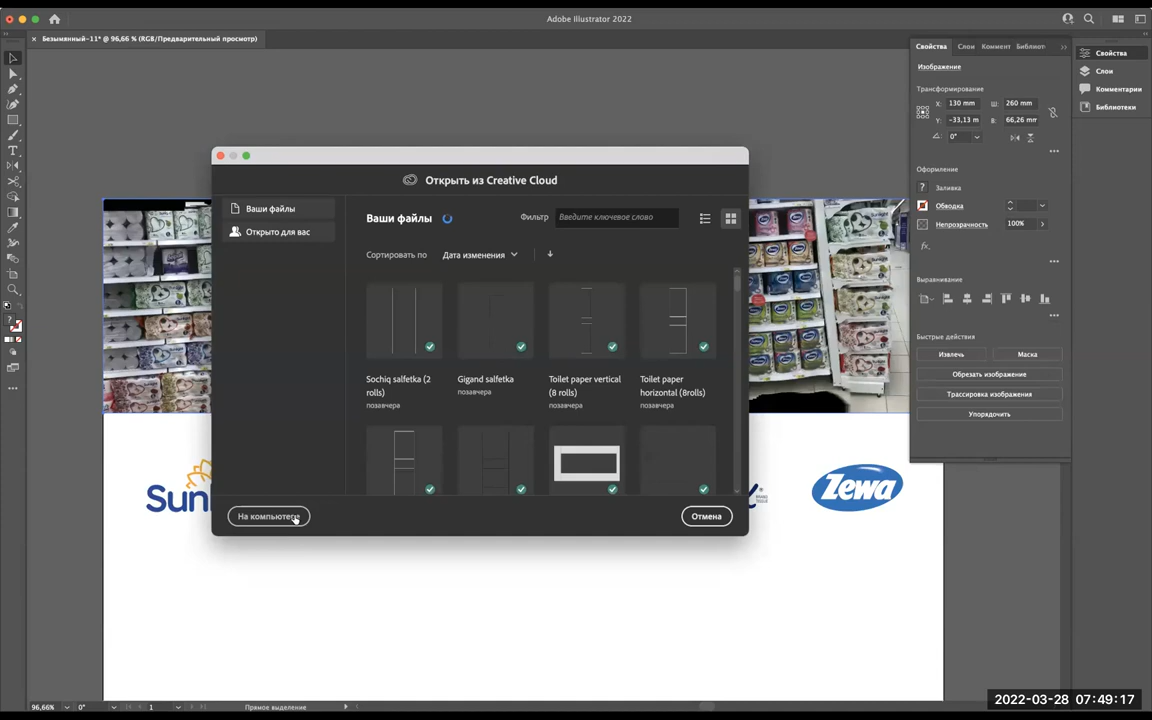 Adobe Illustrator 2022
× Безымянный-11* @ 96,66 % (RGB/Предварительный просмотр)
Свойства Слои Коммент Библиот
Изображение
Трансформирование
X: 130 mm Ш: 260 mm
Y: -33,13 m В: 66,26 mm
0°
Оформление
Заливка
Обводка
Непрозрачность 100%
fx.
Выравнивание
Быстрые действия
Извлечь Маска
Обрезать изображение
Трассировка изображения
Упорядочить
Свойства
Слои
Комментарии
Библиотеки
Открыть из Creative Cloud
Ваши файлы
Открыто для вас
Ваши файлы
Фильтр Введите ключевое слово
Сортировать по Дата изменения
Sochiq salfetka (2 rolls)
позавчера
Gigand salfetka
позавчера
Toilet paper vertical (8 rolls)
позавчера
Toilet paper horizontal (8rolls)
позавчера
На компьютере
Отмена
Sun
Zewa
96,66% 0° 1 Прямое выделение
2022-03-28 07:49:17